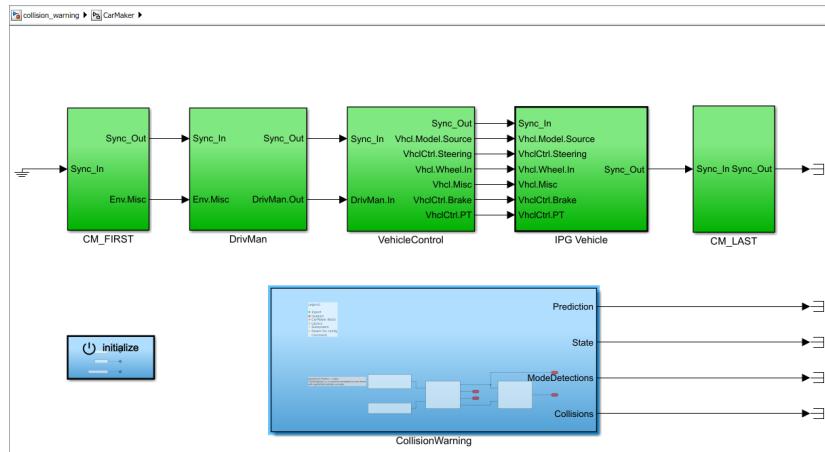 collision_warning CarMaker
Sync_In
Sync_Out
Env.Misc
CM_FIRST
Sync_In
Env.Misc
Sync_Out
DrivMan.Out
DrivMan
Sync_In
DrivMan.In
Sync_Out
Vhcl.Model.Source
VhclCtrl.Steering
Vhcl.Wheel.In
Vhcl.Misc
VhclCtrl.Brake
VhclCtrl.PT
VehicleControl
Sync_In
Vhcl.Model.Source
VhclCtrl.Steering
Vhcl.Wheel.In
Vhcl.Misc
VhclCtrl.Brake
VhclCtrl.PT
Sync_Out
IPG Vehicle
Sync_In Sync_Out
CM_LAST
initialize
Legend:
Prediction
State
ModeDetections
Collisions
CollisionWarning